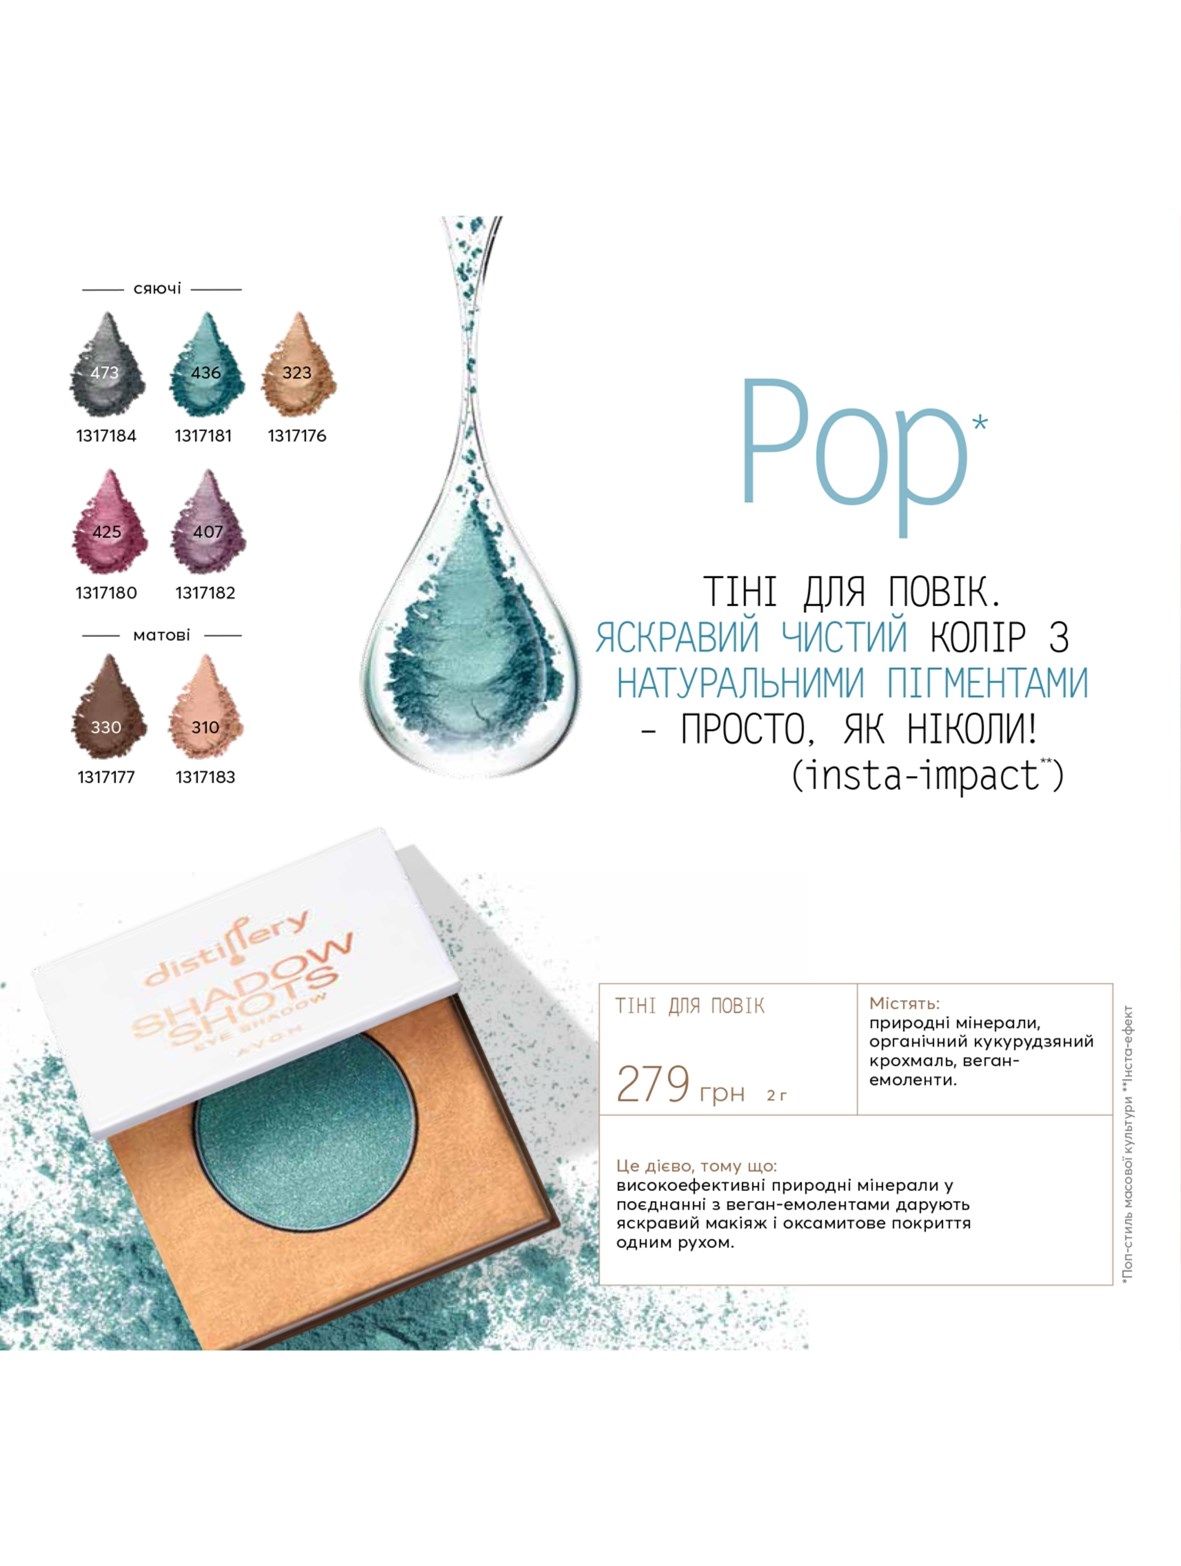 сяючі
473 436 323
1317184 1317181 1317176
425 407
1317180 1317182
матові
330 310
1317177 1317183
Pop*
ТІНІ ДЛЯ ПОВІК.
ЯСКРАВИЙ ЧИСТИЙ КОЛІР З
НАТУРАЛЬНИМИ ПІГМЕНТАМИ
– ПРОСТО, ЯК НІКОЛИ!
(insta-impact**)
distillery
SHADOW
SHOTS
EYE SHADOW
AVON
ТІНІ ДЛЯ ПОВІК
279 грн 2 г
Містять:
природні мінерали,
органічний кукурудзяний
крохмаль, веган-
емоленти.
Це дієво, тому що:
високоефективні природні мінерали у
поєднанні з веган-емолентами дарують
яскравий макіяж і оксамитове покриття
одним рухом.
*Поп-стиль масової культури **Інста-ефект